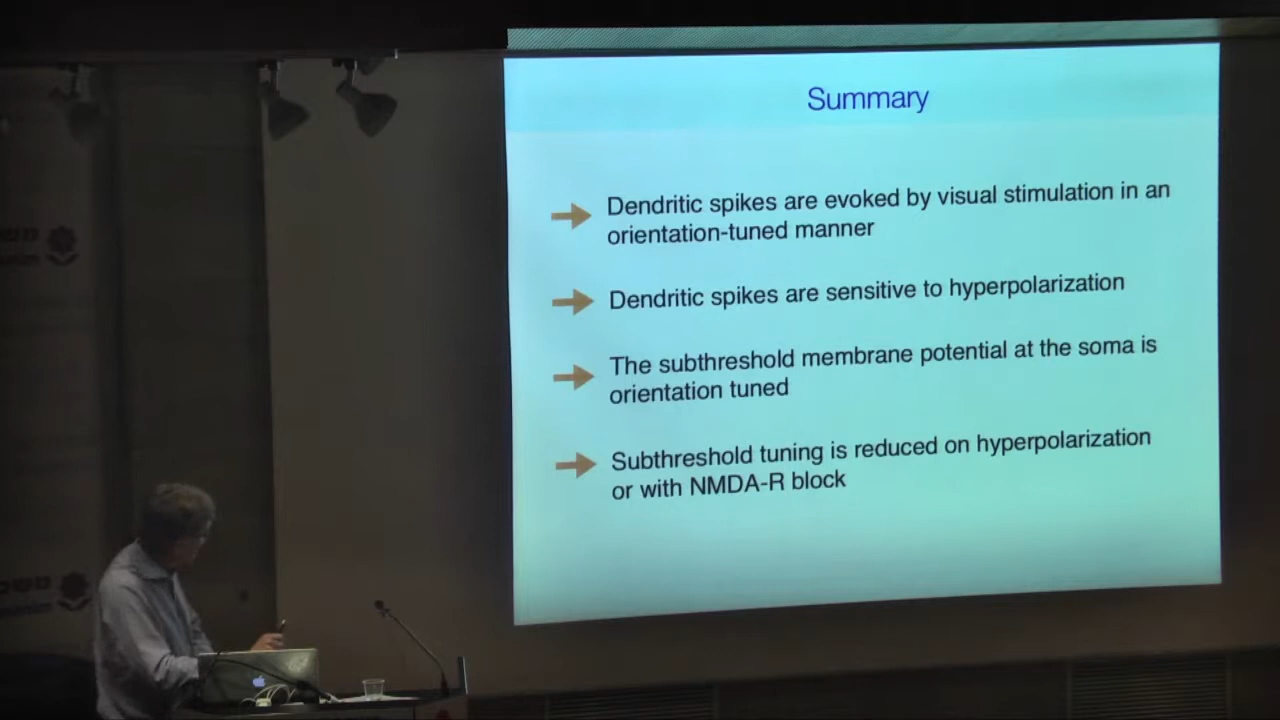 Summary
Dendritic spikes are evoked by visual stimulation in an
orientation-tuned manner
Dendritic spikes are sensitive to hyperpolarization
The subthreshold membrane potential at the soma is
orientation tuned
Subthreshold tuning is reduced on hyperpolarization
or with NMDA-R block